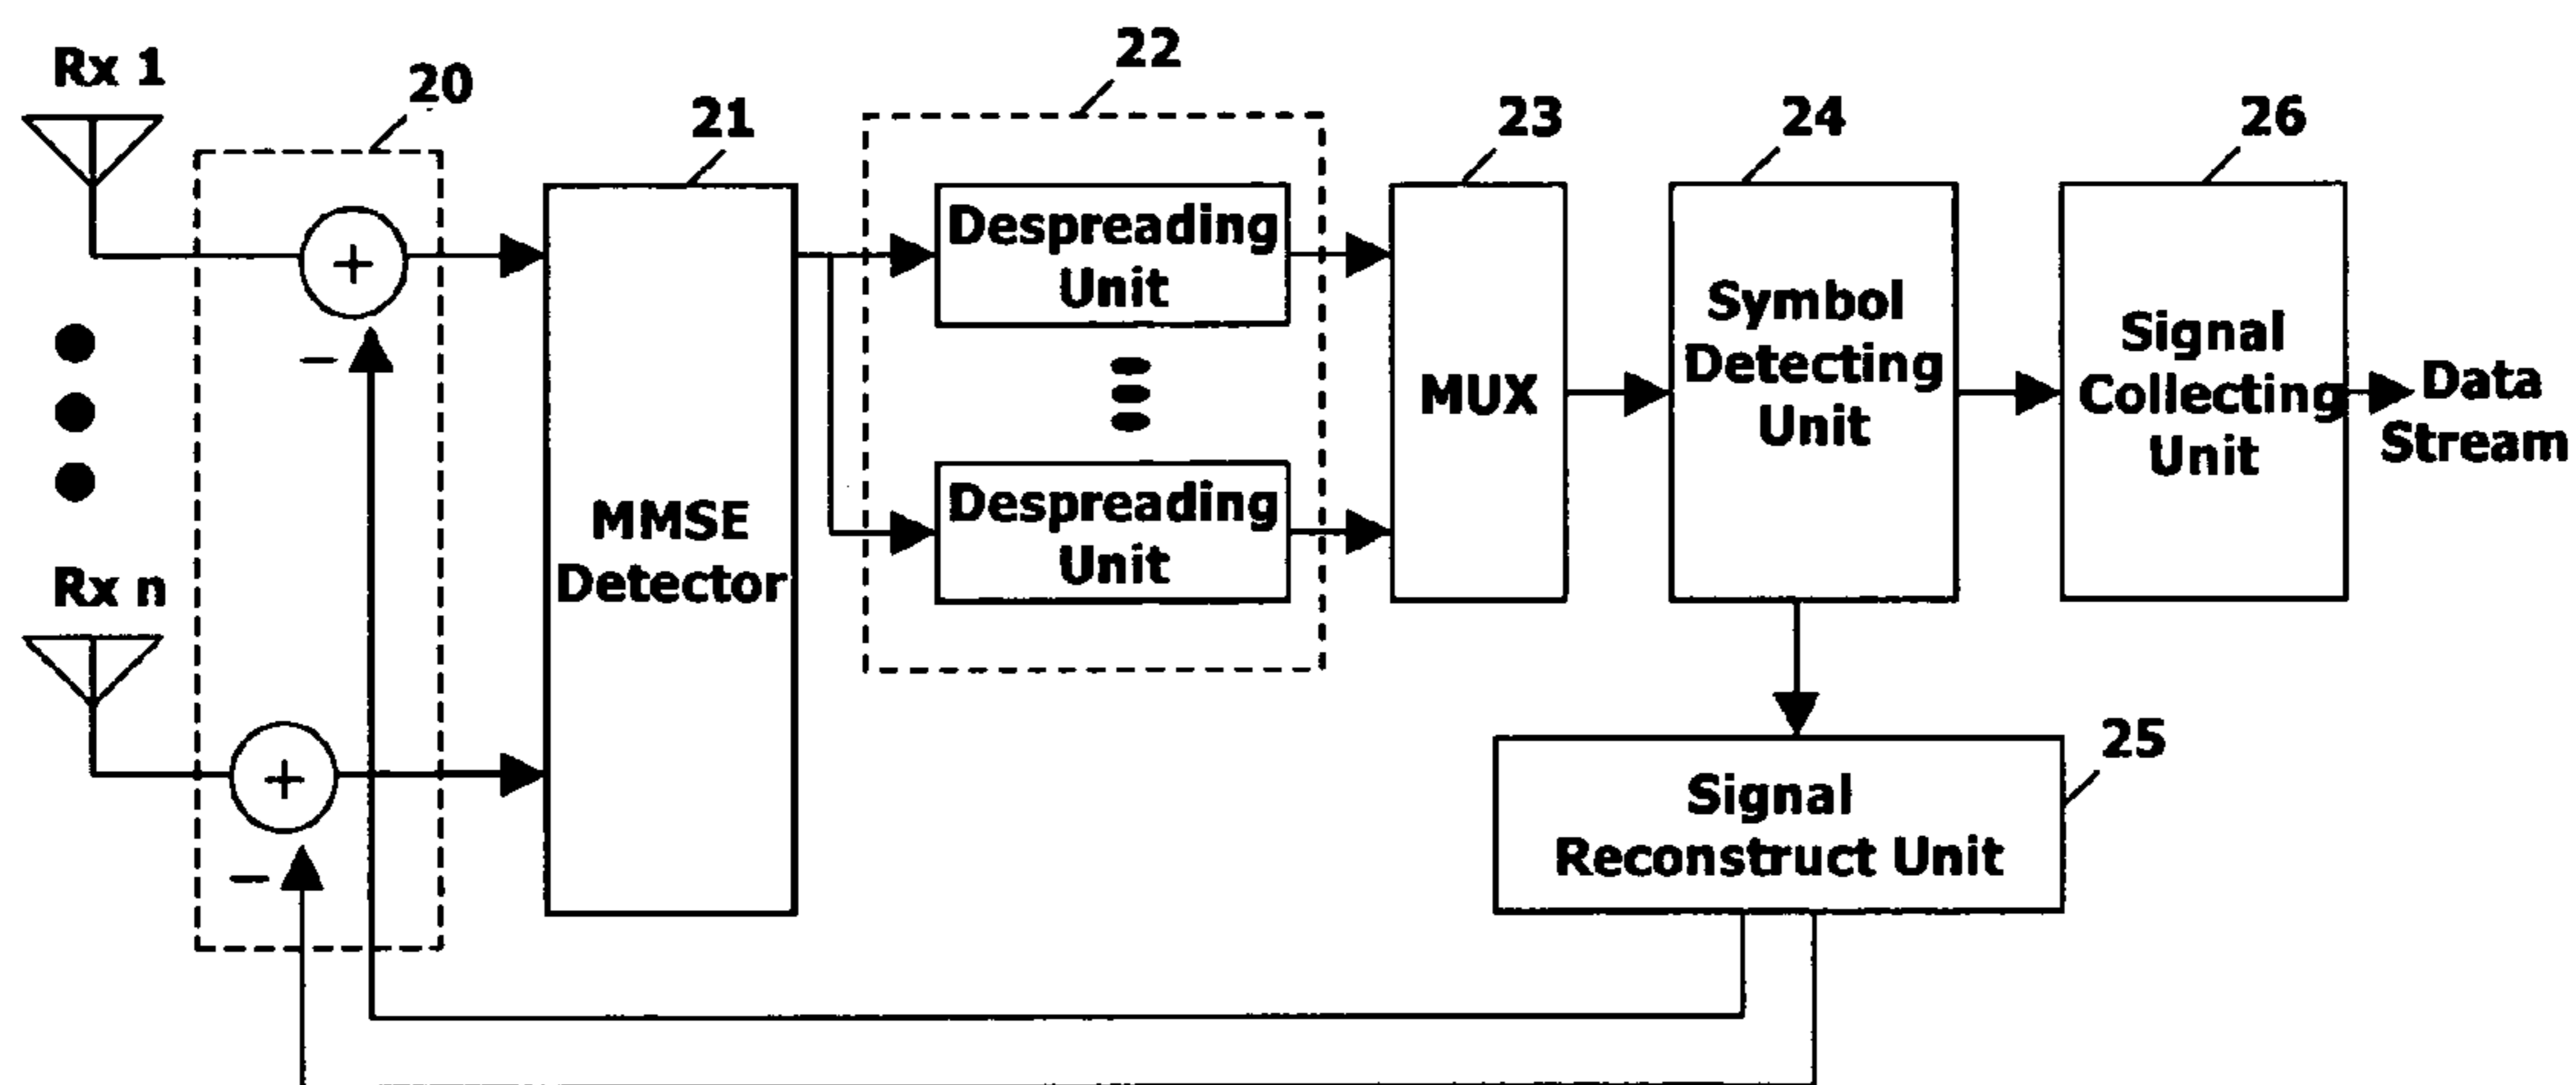 Rx 1
20
21
22
23
24
26
Despreading
Unit
Despreading
Unit
MMSE
Detector
MUX
Symbol
Detecting
Unit
Signal
Collecting
Unit
Data
Stream
Rx n
+
−
+
−
25
Signal
Reconstruct Unit